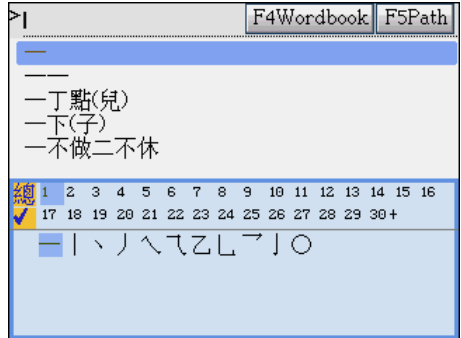 >| F4Wordbook F5Path
一
一一
一丁點(兒)
一下(子)
一不做二不休
總 1 2 3 4 5 6 7 8 9 10 11 12 13 14 15 16
✓ 17 18 19 20 21 22 23 24 25 26 27 28 29 30+
一丨丶丿乀⺄乙乚乛亅〇